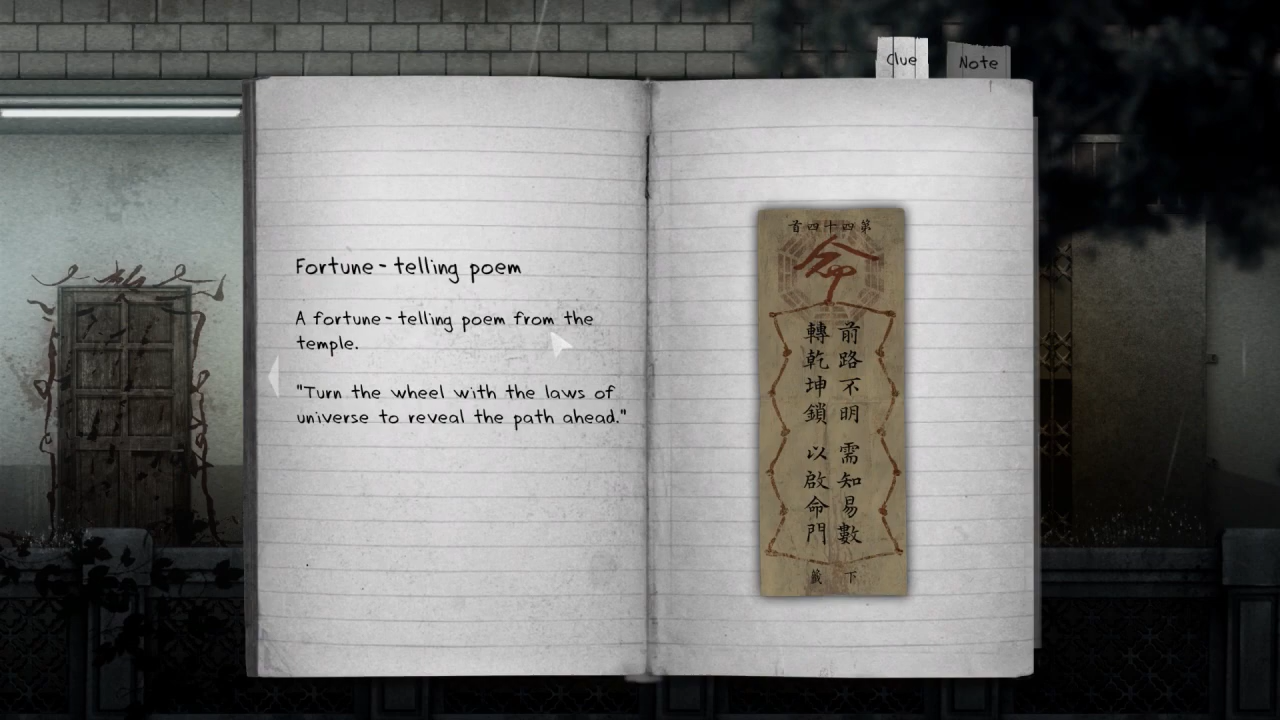 Clue
Note
Fortune-telling poem
A fortune-telling poem from the
temple.
"Turn the wheel with the laws of
universe to reveal the path ahead."
首四十四第
命
前路不明 需知易數
轉乾坤鎖 以啟命門
籤 下